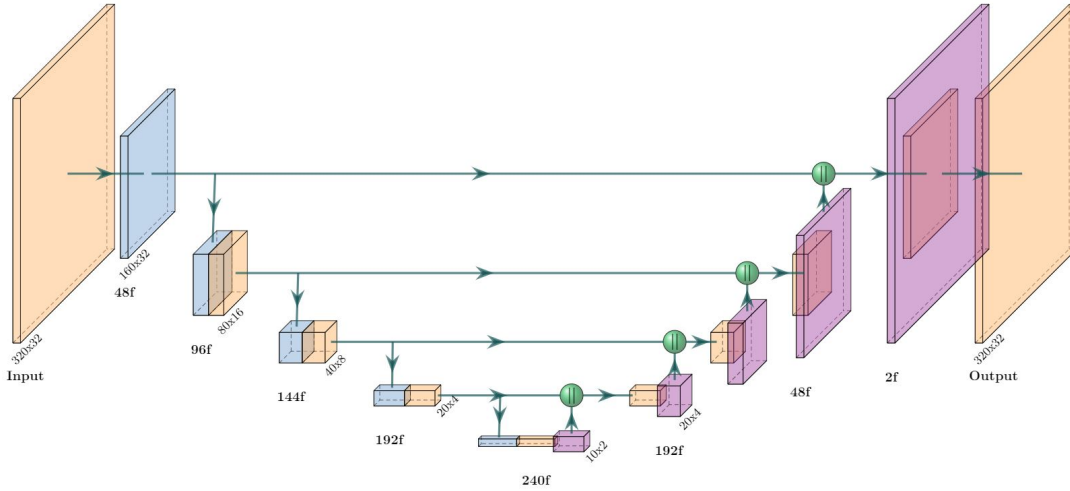 320x32
Input
160x32
48f
80x16
96f
40x8
144f
20x4
192f
10x2
240f
20x4
192f
48f
2f
320x32
Output